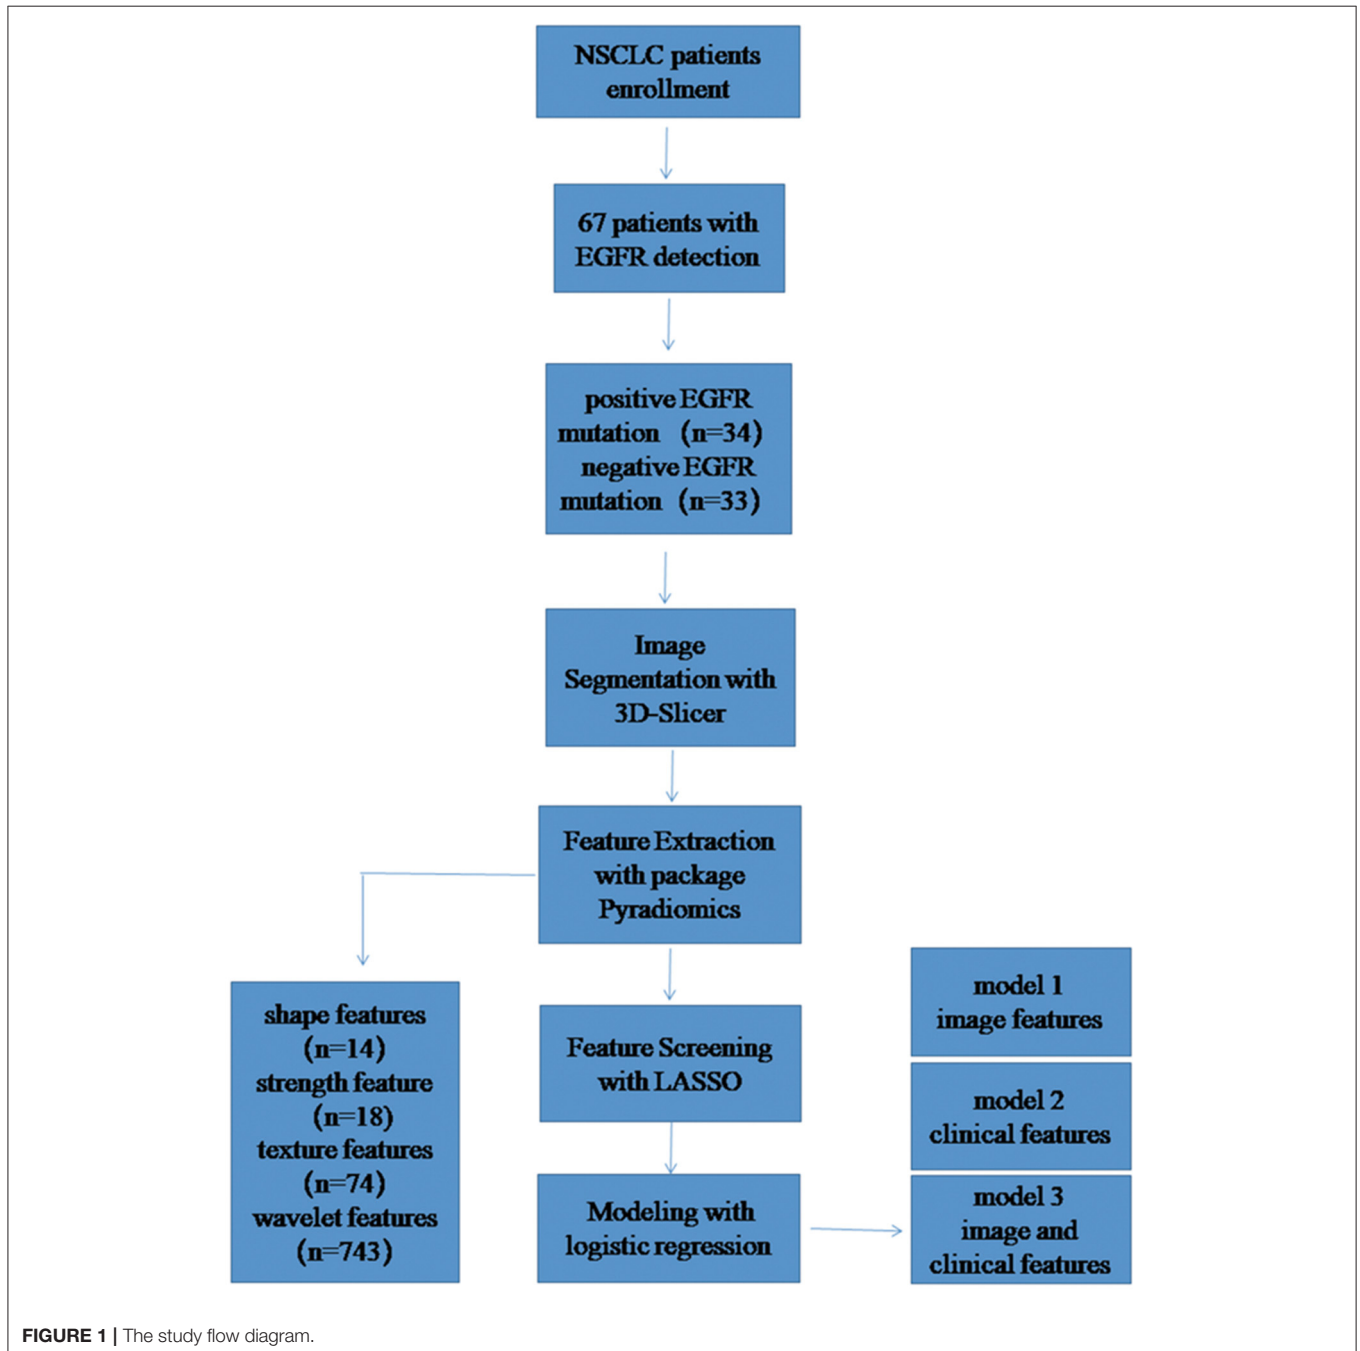 NSCLC patients
enrollment
67 patients with
EGFR detection
positive EGFR
mutation (n=34)
negative EGFR
mutation (n=33)
Image
Segmentation with
3D-Slicer
Feature Extraction
with package
Pyradiomics
shape features
(n=14)
strength feature
(n=18)
texture features
(n=74)
wavelet features
(n=743)
Feature Screening
with LASSO
Modeling with
logistic regression
model 1
image features
model 2
clinical features
model 3
image and
clinical features
FIGURE 1 | The study flow diagram.